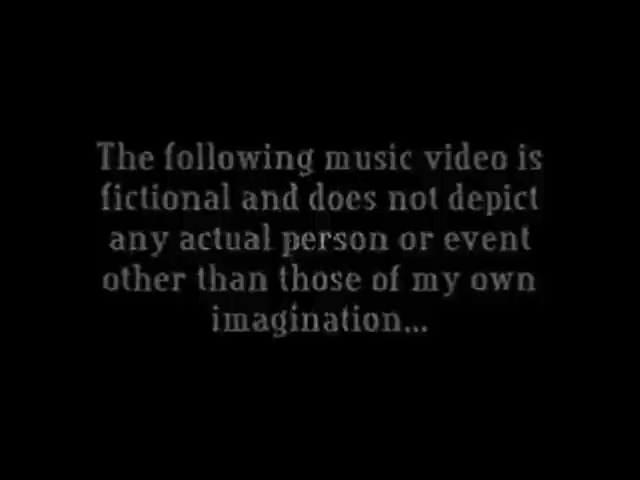 The following music video is
fictional and does not depict
any actual person or event
other than those of my own
imagination...